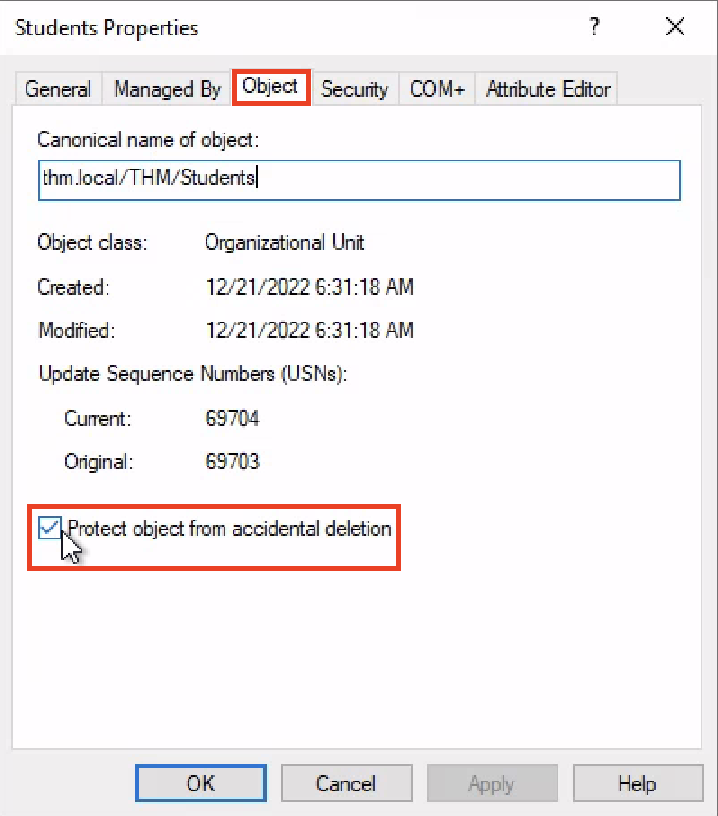 Students Properties ?
General Managed By Object Security COM+ Attribute Editor
Canonical name of object:
thm.local/THM/Students
Object class: Organizational Unit
Created: 12/21/2022 6:31:18 AM
Modified: 12/21/2022 6:31:18 AM
Update Sequence Numbers (USNs):
Current: 69704
Original: 69703
Protect object from accidental deletion
OK Cancel Apply Help